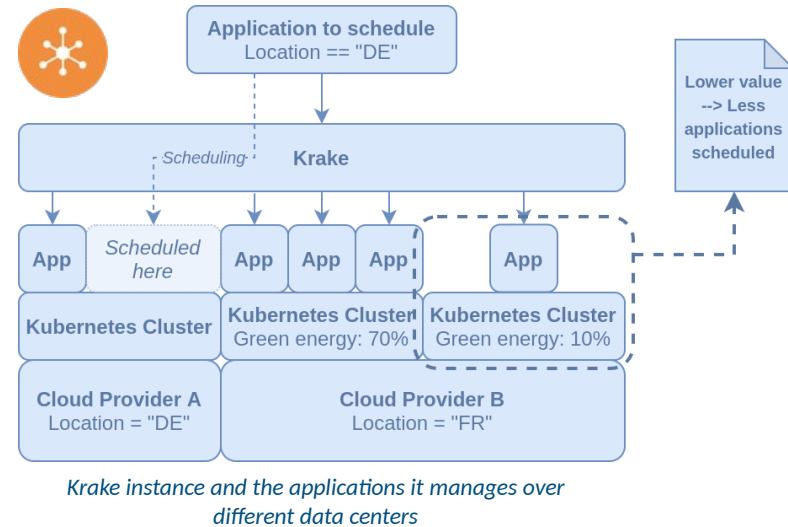 Application to schedule
Location == "DE"
Lower value
--> Less
applications
scheduled
Scheduling
Krake
App
Scheduled
here
App
App
App
App
Kubernetes Cluster
Kubernetes Cluster
Green energy: 70%
Kubernetes Cluster
Green energy: 10%
Cloud Provider A
Location = "DE"
Cloud Provider B
Location = "FR"
Krake instance and the applications it manages over
different data centers